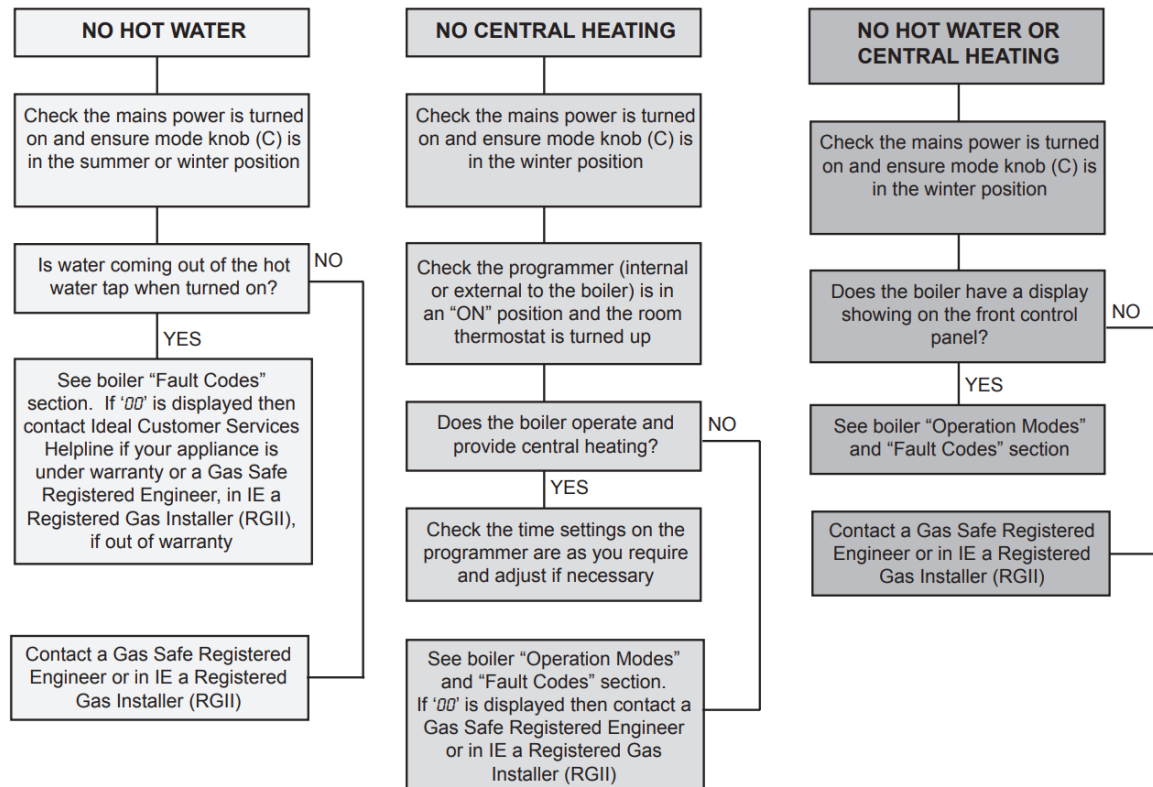 NO HOT WATER
Check the mains power is turned
on and ensure mode knob (C) is
in the summer or winter position
Is water coming out of the hot
water tap when turned on?
NO
YES
See boiler “Fault Codes”
section. If ‘00’ is displayed then
contact Ideal Customer Services
Helpline if your appliance is
under warranty or a Gas Safe
Registered Engineer, in IE a
Registered Gas Installer (RGII),
if out of warranty
Contact a Gas Safe Registered
Engineer or in IE a Registered
Gas Installer (RGII)
NO CENTRAL HEATING
Check the mains power is turned
on and ensure mode knob (C) is
in the winter position
Check the programmer (internal
or external to the boiler) is in
an “ON” position and the room
thermostat is turned up
Does the boiler operate and
provide central heating?
NO
YES
Check the time settings on the
programmer are as you require
and adjust if necessary
See boiler “Operation Modes”
and “Fault Codes” section.
If ‘00’ is displayed then contact a
Gas Safe Registered Engineer
or in IE a Registered Gas
Installer (RGII)
NO HOT WATER OR
CENTRAL HEATING
Check the mains power is turned
on and ensure mode knob (C) is
in the winter position
Does the boiler have a display
showing on the front control
panel?
NO
YES
See boiler “Operation Modes”
and “Fault Codes” section
Contact a Gas Safe Registered
Engineer or in IE a Registered
Gas Installer (RGII)